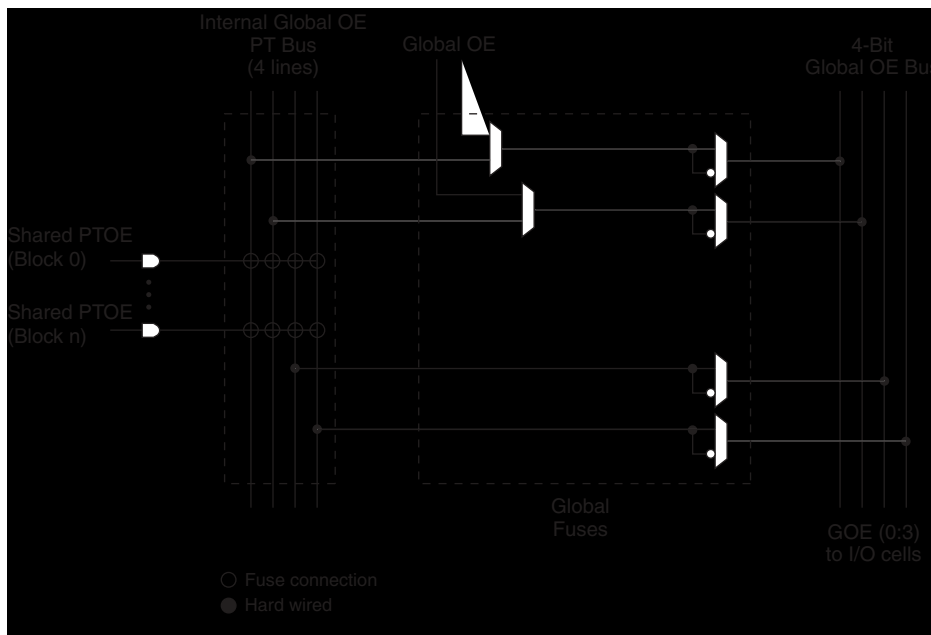 Internal Global OE
PT Bus
(4 lines)
Global OE
4-Bit
Global OE Bus
Shared PTOE
(Block 0)
Shared PTOE
(Block n)
Global
Fuses
GOE (0:3)
to I/O cells
Fuse connection
Hard wired